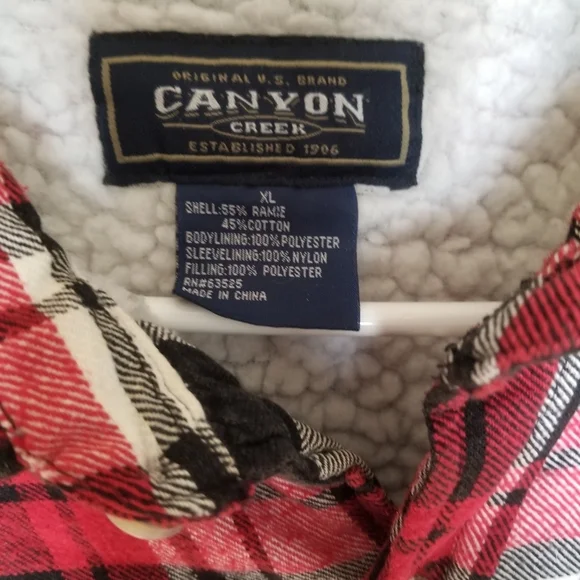 ORIGINAL U.S. BRAND
CANYON
CREEK
ESTABLISHED 1906
XL
SHELL:55% RAMIE
45%COTTON
BODYLINING:100%POLYESTER
SLEEVELINING:100%NYLON
FILLING:100% POLYESTER
RN#63525
MADE IN CHINA